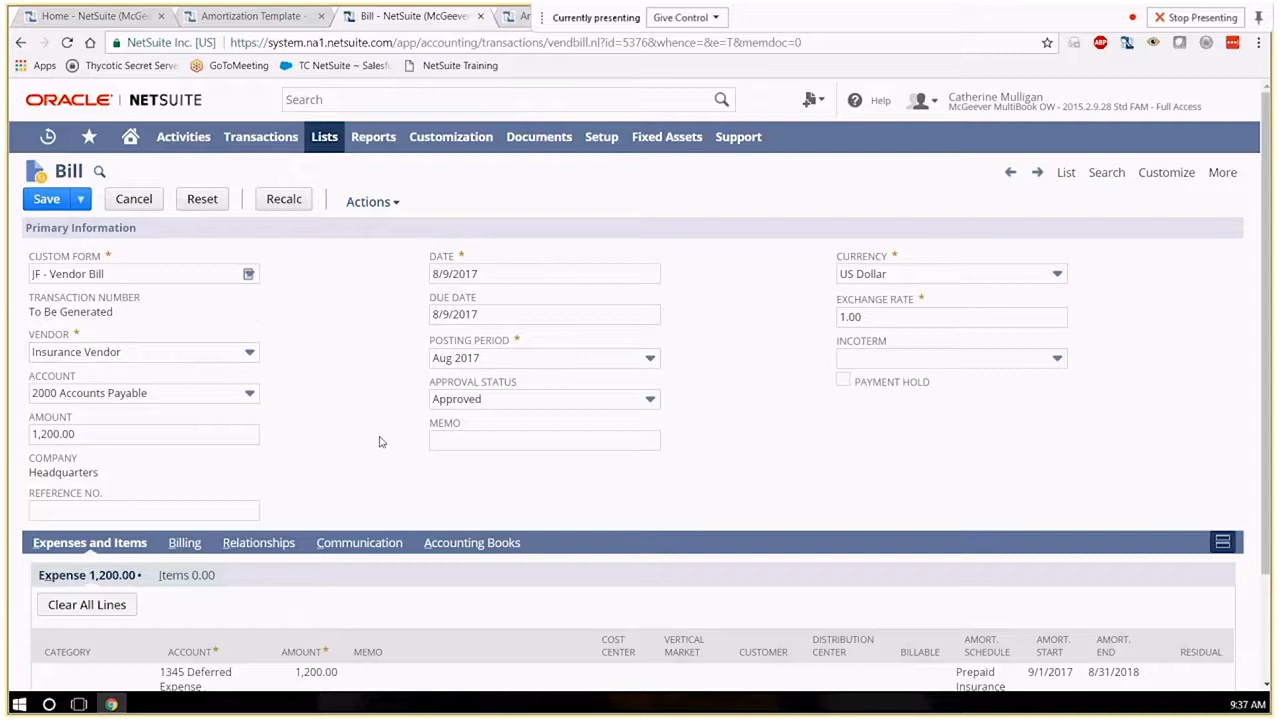 Home - NetSuite (McGee
Amortization Template -
Bill - NetSuite (McGeever
Currently presenting
Give Control
Stop Presenting
NetSuite Inc. [US]
https://system.na1.netsuite.com/app/accounting/transactions/vendbill.nl?id=5376&whence=&e=T&memdoc=0
ABP
Apps
Thycotic Secret Serve
GoToMeeting
TC NetSuite ~ Salesf
NetSuite Training
ORACLE | NETSUITE
Search
Help
Catherine Mulligan
McGeever MultiBook OW - 2015.2.9.28 Std FAM - Full Access
Activities
Transactions
Lists
Reports
Customization
Documents
Setup
Fixed Assets
Support
Bill
List
Search
Customize
More
Save
Cancel
Reset
Recalc
Actions
Primary Information
CUSTOM FORM *
JF - Vendor Bill
TRANSACTION NUMBER
To Be Generated
VENDOR *
Insurance Vendor
ACCOUNT
2000 Accounts Payable
AMOUNT
1,200.00
COMPANY
Headquarters
REFERENCE NO.
DATE *
8/9/2017
DUE DATE
8/9/2017
POSTING PERIOD *
Aug 2017
APPROVAL STATUS
Approved
MEMO
CURRENCY *
US Dollar
EXCHANGE RATE *
1.00
INCOTERM
PAYMENT HOLD
Expenses and Items
Billing
Relationships
Communication
Accounting Books
Expense 1,200.00 •
Items 0.00
Clear All Lines
CATEGORY
ACCOUNT *
AMOUNT *
MEMO
COST
CENTER
VERTICAL
MARKET
CUSTOMER
DISTRIBUTION
CENTER
BILLABLE
AMORT.
SCHEDULE
AMORT.
START
AMORT.
END
RESIDUAL
1345 Deferred
Expense
1,200.00
Prepaid
Insurance
9/1/2017
8/31/2018
9:37 AM